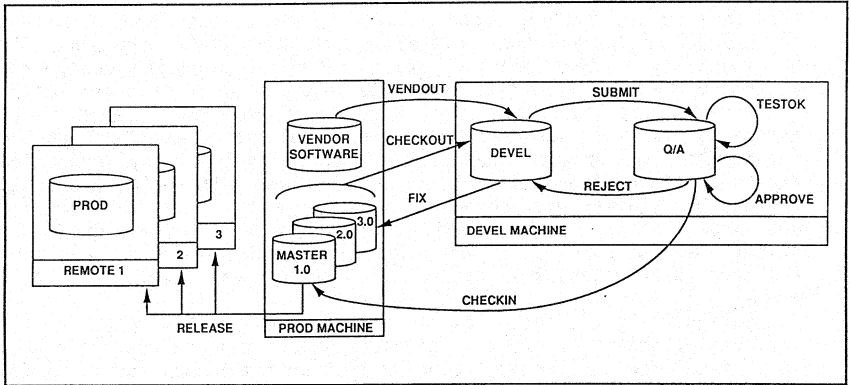 VENDOUT
SUBMIT
TESTOK
VENDOR
SOFTWARE
CHECKOUT
DEVEL
Q/A
PROD
REJECT
APPROVE
FIX
3.0
2.0
3
DEVEL MACHINE
MASTER
1.0
2
REMOTE 1
CHECKIN
RELEASE
PROD MACHINE